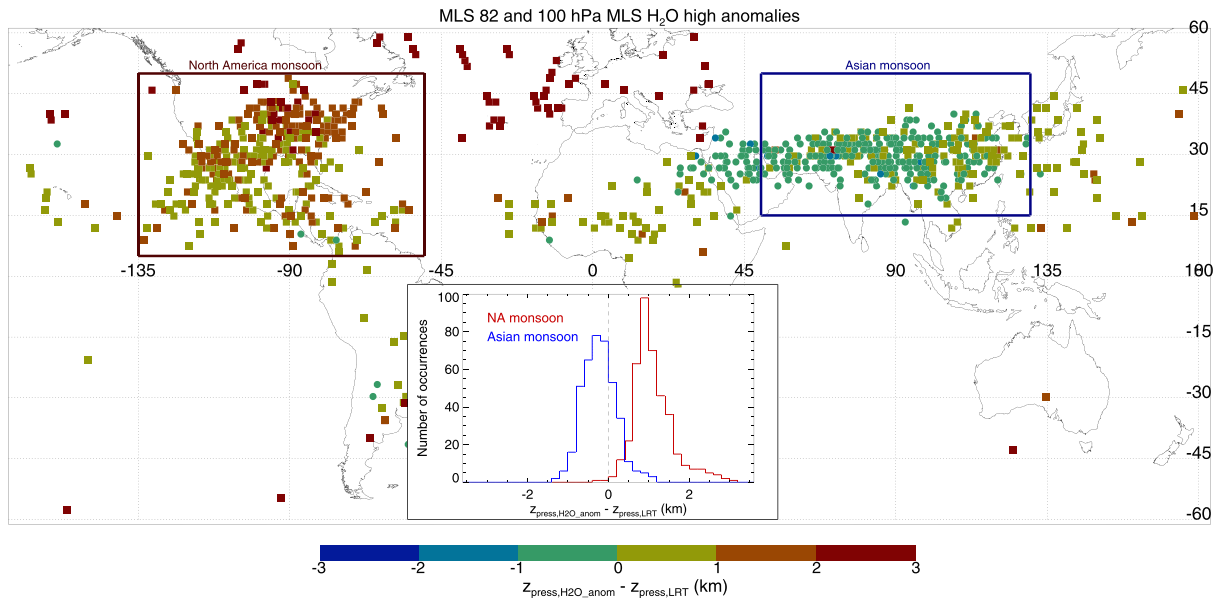 MLS 82 and 100 hPa MLS H2O high anomalies
60
North America monsoon
Asian monsoon
45
30
15
-135 -90 -45 0 45 90 135 180
-15
-30
-45
-60
100
80
60
40
20
0
Number of occurrences
NA monsoon
Asian monsoon
-2 0 2
zpress,H2O_anom - zpress,LRT (km)
-3 -2 -1 0 1 2 3
zpress,H2O_anom - zpress,LRT (km)